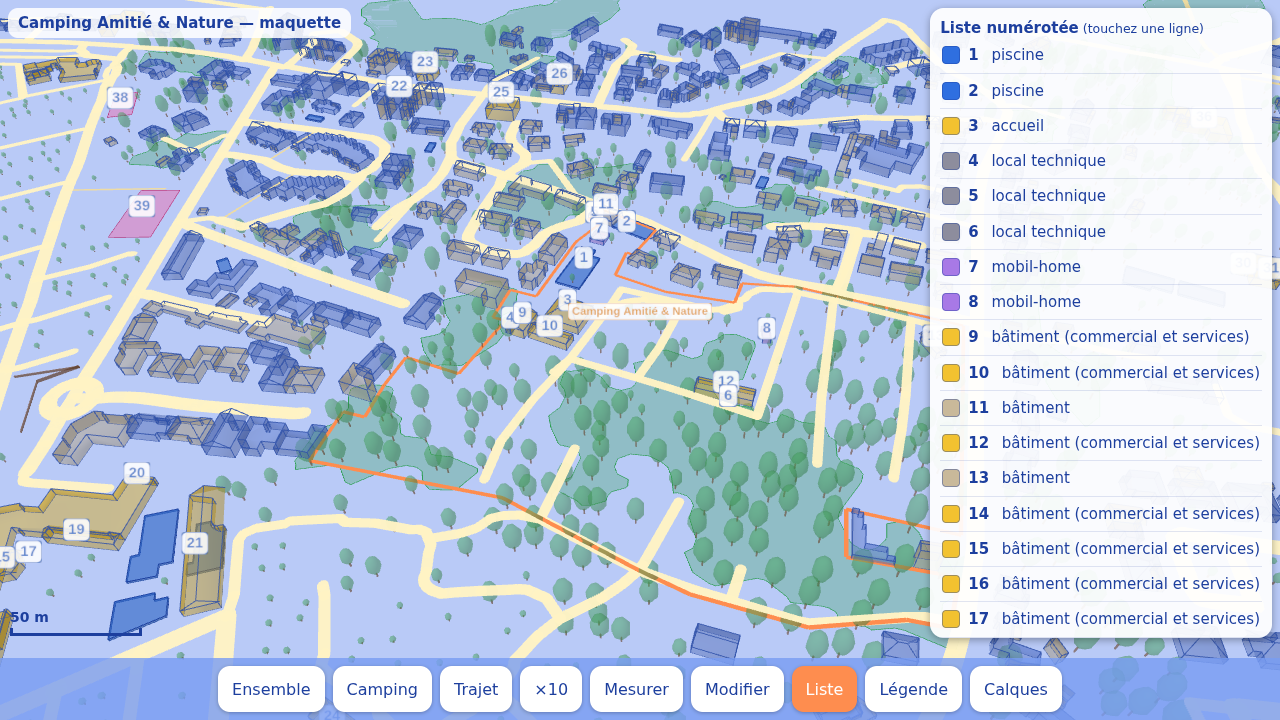 Camping Amitié & Nature — maquette
Liste numérotée (touchez une ligne)
1 piscine
2 piscine
3 accueil
4 local technique
5 local technique
6 local technique
7 mobil-home
8 mobil-home
9 bâtiment (commercial et services)
10 bâtiment (commercial et services)
11 bâtiment
12 bâtiment (commercial et services)
13 bâtiment
14 bâtiment (commercial et services)
15 bâtiment (commercial et services)
16 bâtiment (commercial et services)
17 bâtiment (commercial et services)
23
26
22
25
38
39
11
2
7
1
3
Camping Amitié & Nature
4
9
10
8
12
6
20
19
17
21
50 m
Ensemble
Camping
Trajet
×10
Mesurer
Modifier
Liste
Légende
Calques